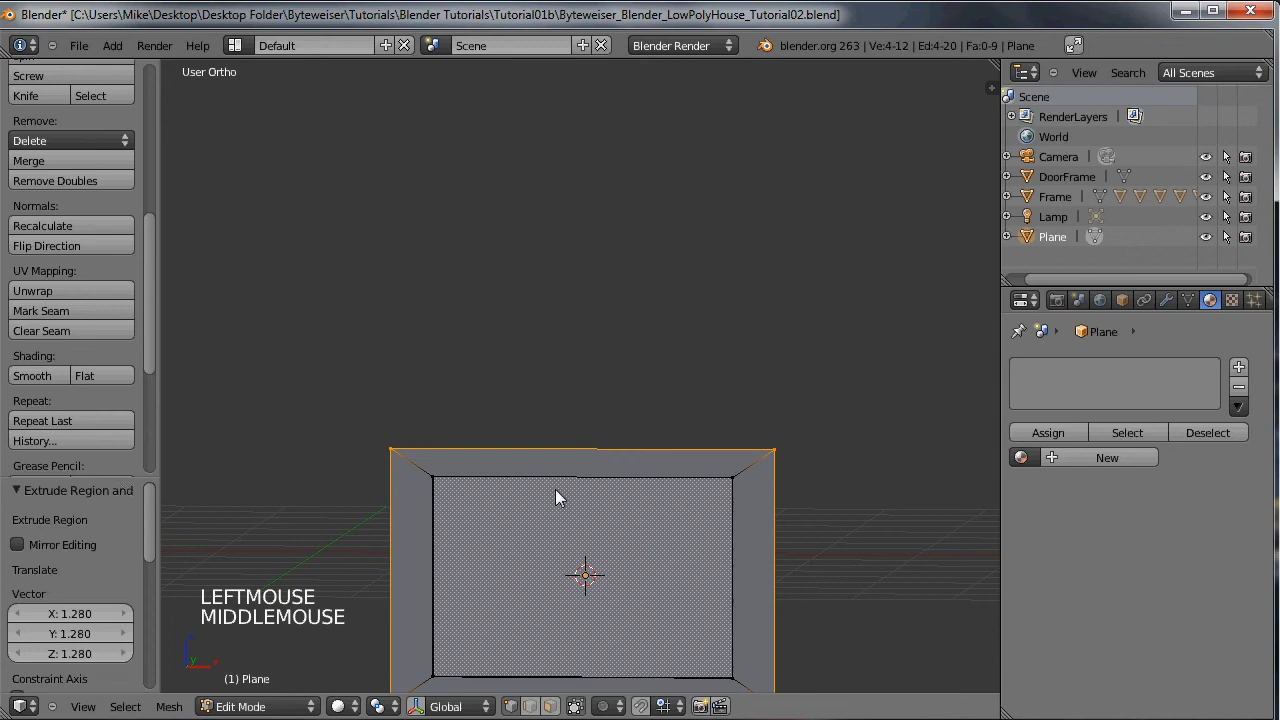 Blender* [C:\Users\Mike\Desktop\Desktop Folder\Byteweiser\Tutorials\Blender Tutorials\Tutorial01b\Byteweiser_Blender_LowPolyHouse_Tutorial02.blend]
File Add Render Help Default Scene Blender Render blender.org 263 | Ve:4-12 | Ed:4-20 | Fa:0-9 | Plane
User Ortho
View Search All Scenes
Screw
Knife Select
Remove:
Delete
Merge
Remove Doubles
Normals:
Recalculate
Flip Direction
UV Mapping:
Unwrap
Mark Seam
Clear Seam
Shading:
Smooth Flat
Repeat:
Repeat Last
History...
Grease Pencil:
Extrude Region and
Extrude Region
Mirror Editing
Translate
Vector
X: 1.280
Y: 1.280
Z: 1.280
Constraint Axis
LEFTMOUSE
MIDDLEMOUSE
(1) Plane
View Select Mesh Edit Mode Global
Scene
RenderLayers |
World
Camera |
DoorFrame |
Frame |
Lamp |
Plane |
Plane
Assign Select Deselect
New